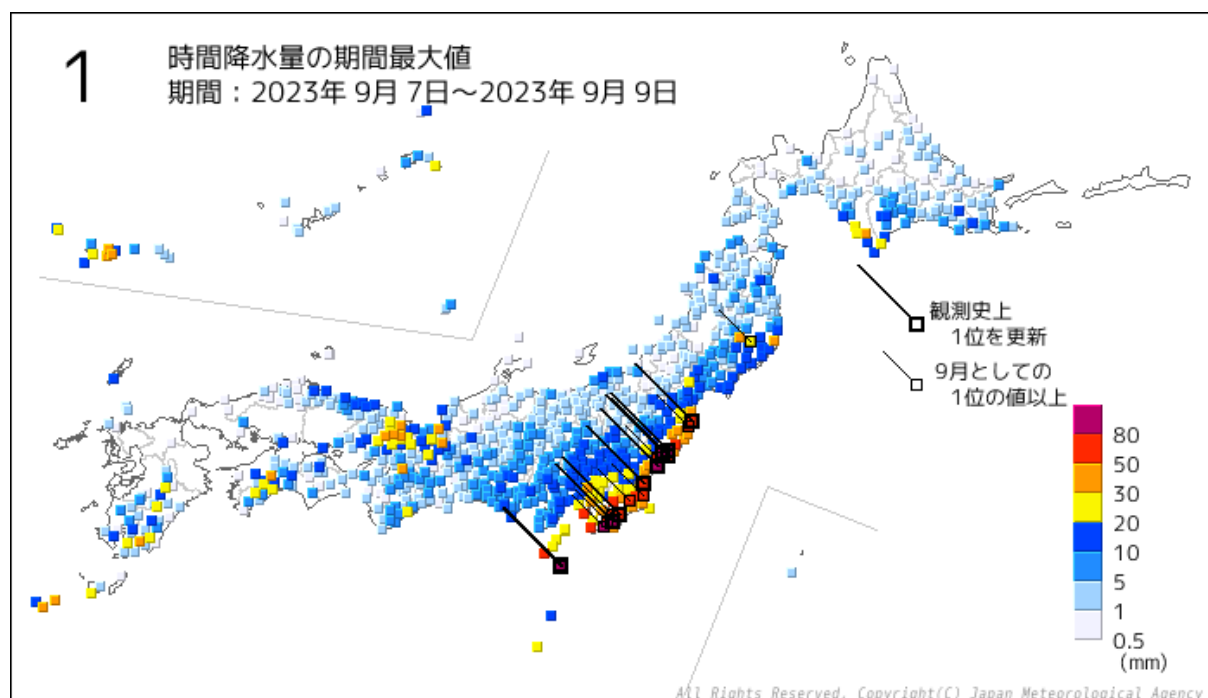 1
時間降水量の期間最大値
期間：2023年 9月 7日～2023年 9月 9日
観測史上
1位を更新
9月としての
1位の値以上
80
50
30
20
10
5
1
0.5
(mm)
All Rights Reserved. Copyright(C) Japan Meteorological Agency